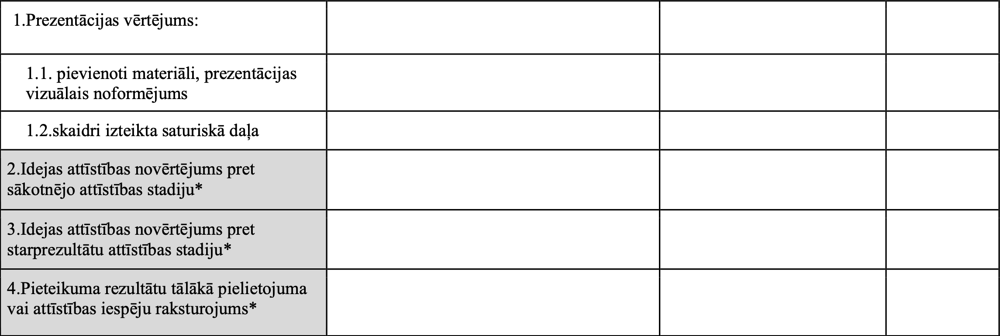 1.Prezentācijas vērtējums:
1.1. pievienoti materiāli, prezentācijas
vizuālais noformējums
1.2.skaidri izteikta saturiskā daļa
2.Idejas attīstības novērtējums pret
sākotnējo attīstības stadiju*
3.Idejas attīstības novērtējums pret
starprezultātu attīstības stadiju*
4.Pieteikuma rezultātu tālākā pielietojuma
vai attīstības iespēju raksturojums*